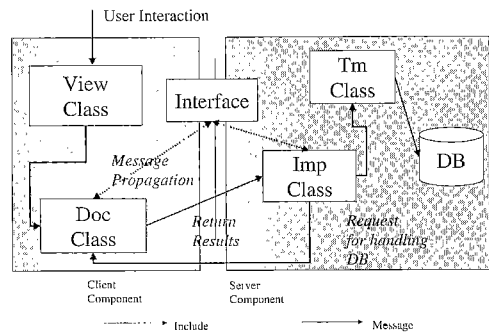 User Interaction
View
Class
Interface
Tm
Class
DB
Message
Propagation
Imp
Class
Doc
Class
Return
Results
Request
for handling
DB
Client
Component
Server
Component
Include
Message